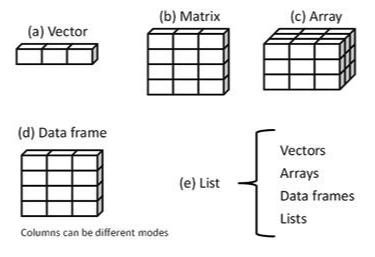 (a) Vector
(b) Matrix
(c) Array
(d) Data frame
Columns can be different modes
(e) List
Vectors
Arrays
Data frames
Lists